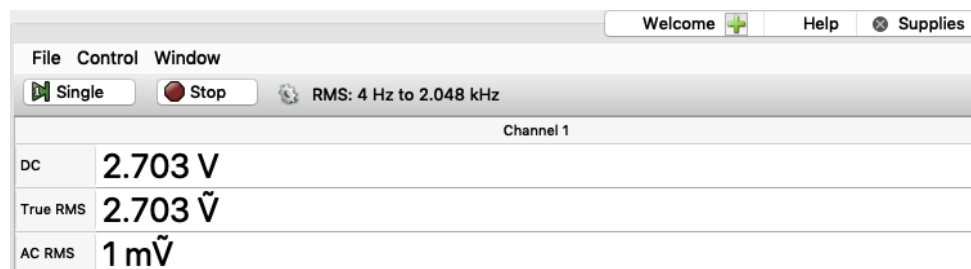 Welcome Help Supplies
File Control Window
Single Stop RMS: 4 Hz to 2.048 kHz
Channel 1
DC 2.703 V
True RMS 2.703 Ṽ
AC RMS 1 mṼ